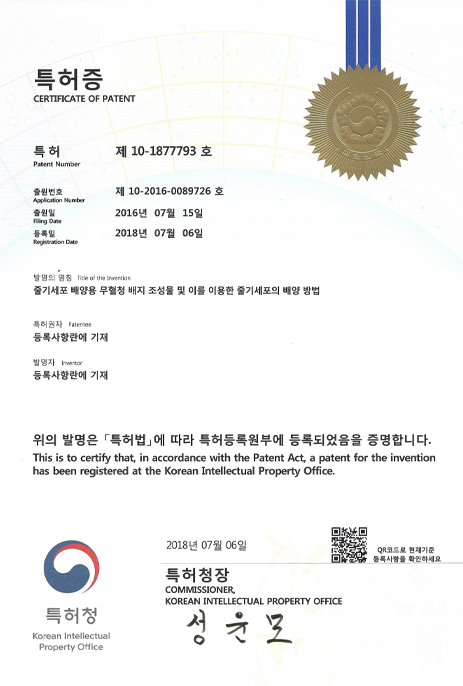 특허증
CERTIFICATE OF PATENT
특허 제 10-1877793 호
Patent Number
출원번호 제 10-2016-0089726 호
Application Number
출원일 2016년 07월 15일
Filing Date
등록일 2018년 07월 06일
Registration Date
발명의 명칭 Title of the Invention
줄기세포 배양용 무혈청 배지 조성물 및 이를 이용한 줄기세포의 배양 방법
특허권자 Patentee
등록사항란에 기재
발명자 Inventor
등록사항란에 기재
위의 발명은 「특허법」에 따라 특허등록원부에 등록되었음을 증명합니다.
This is to certify that, in accordance with the Patent Act, a patent for the invention
has been registered at the Korean Intellectual Property Office.
2018년 07월 06일
QR코드로 현재기준
등록사항을 확인하세요
특허청장
COMMISSIONER,
KOREAN INTELLECTUAL PROPERTY OFFICE
성윤모
특허청
Korean Intellectual
Property Office